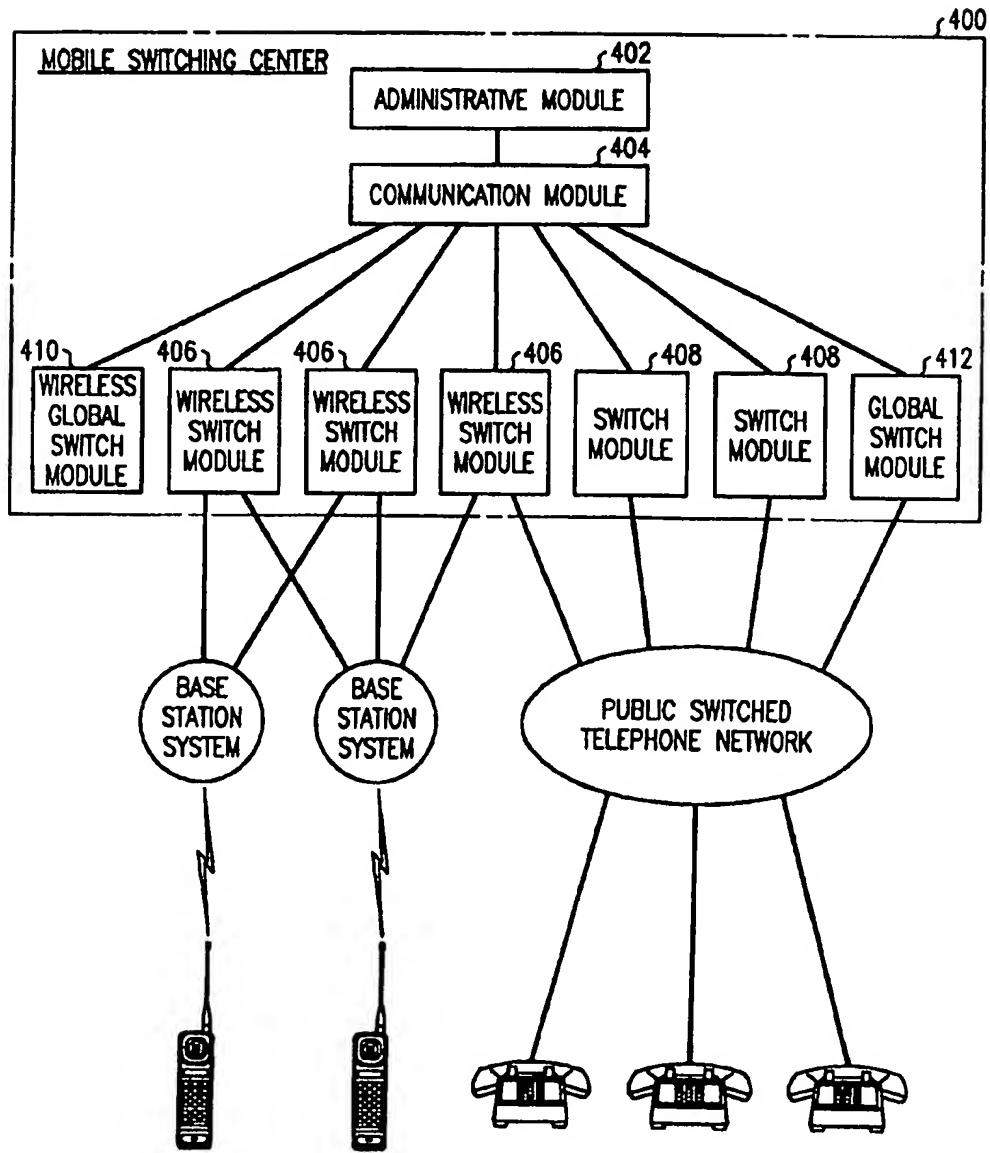 400
MOBILE SWITCHING CENTER
402
ADMINISTRATIVE MODULE
404
COMMUNICATION MODULE
410
WIRELESS
GLOBAL
SWITCH
MODULE
406
WIRELESS
SWITCH
MODULE
406
WIRELESS
SWITCH
MODULE
406
WIRELESS
SWITCH
MODULE
408
SWITCH
MODULE
408
SWITCH
MODULE
412
GLOBAL
SWITCH
MODULE
BASE
STATION
SYSTEM
BASE
STATION
SYSTEM
PUBLIC SWITCHED
TELEPHONE NETWORK